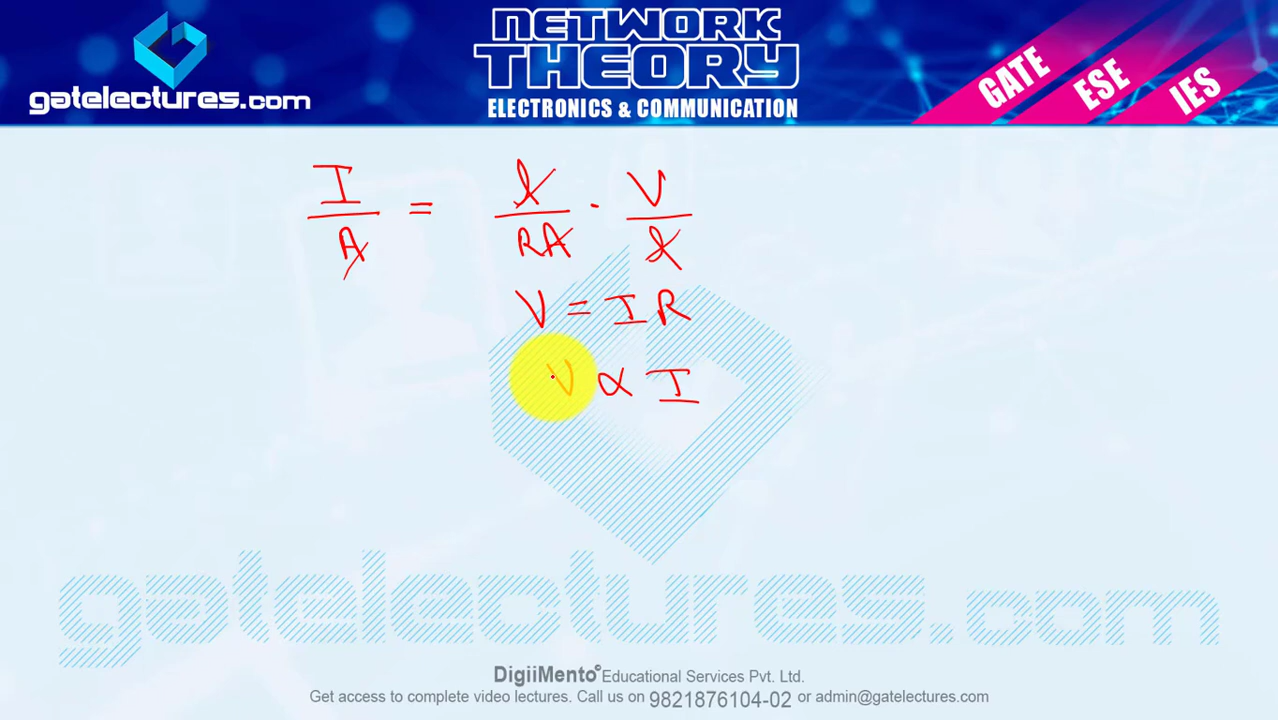 NETWORK
THEORY
ELECTRONICS & COMMUNICATION
gatelectures.com
GATE
ESE
IES
I/A = l/RA · V/l
V = IR
V ∝ I
gatelectures.com
DigiiMento© Educational Services Pvt. Ltd.
Get access to complete video lectures. Call us on 9821876104-02 or admin@gatelectures.com